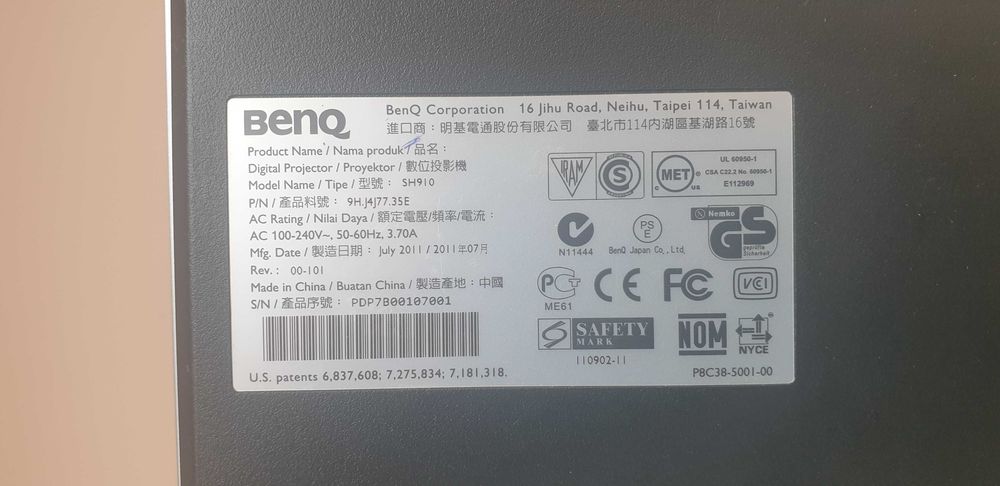 BenQ
BenQ Corporation 16 Jihu Road, Neihu, Taipei 114, Taiwan
進口商：明基電通股份有限公司 臺北市114內湖區基湖路16號
Product Name / Nama produk / 品名：
Digital Projector / Proyektor / 數位投影機
Model Name / Tipe / 型號： SH910
P/N / 產品料號： 9H.J4J77.35E
AC Rating / Nilai Daya / 額定電壓/頻率/電流：
AC 100-240V~, 50-60Hz, 3.70A
Mfg. Date / 製造日期： July 2011 / 2011年07月
Rev.: 00-101
Made in China / Buatan China / 製造產地：中國
S/N / 產品序號： PDP7B00107001
U.S. patents 6,837,608; 7,275,834; 7,181,318.
IRAM
S
MET
C US
UL 60950-1
CSA C22.2 No. 60950-1
E112969
N11444
PS
E
BenQ Japan Co., Ltd.
Nemko
GS
geprüfte
Sicherheit
PCT
ME61
CE
FC
VCI
S SAFETY
MARK
110902-11
NOM
NYCE
P8C38-5001-00